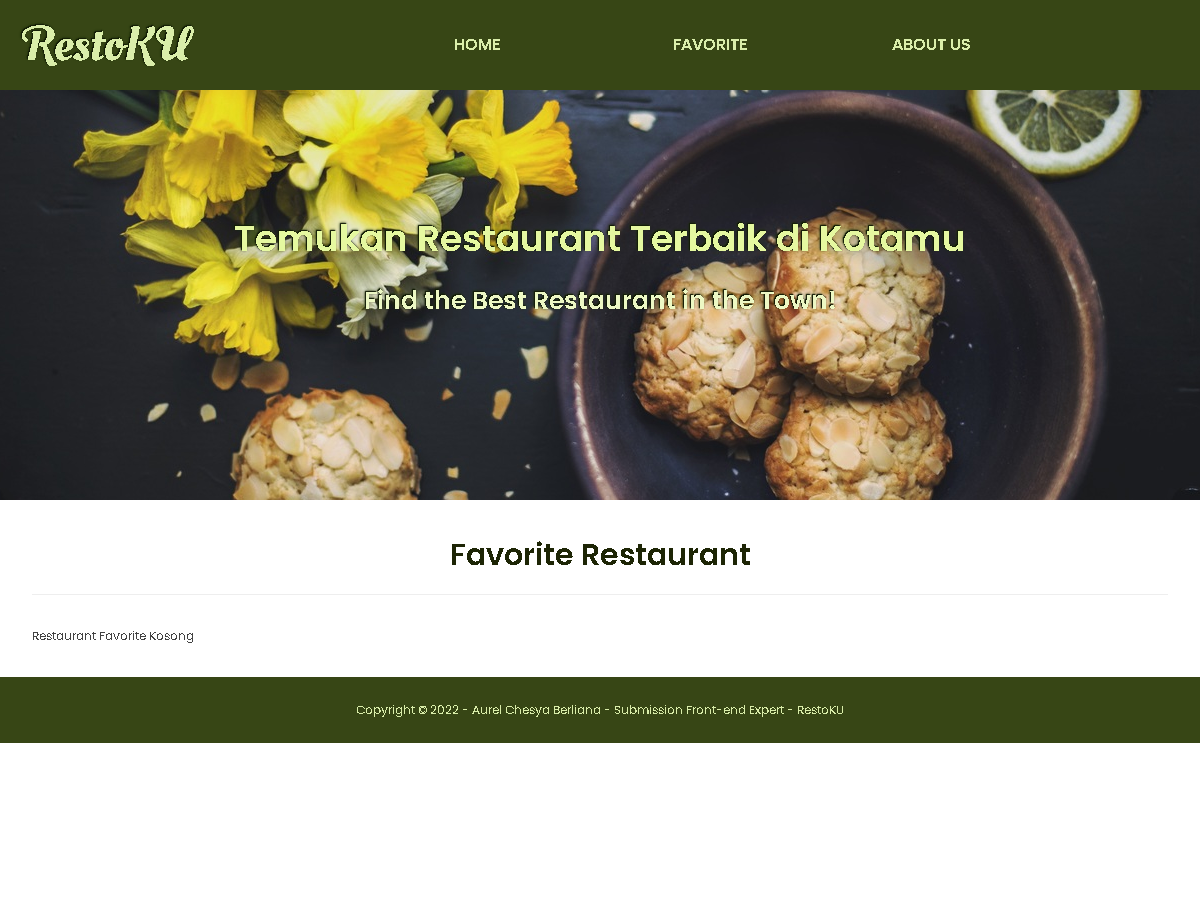 RestoKU
HOME
FAVORITE
ABOUT US
Temukan Restaurant Terbaik di Kotamu
Find the Best Restaurant in the Town!
Favorite Restaurant
Restaurant Favorite Kosong
Copyright © 2022 - Aurel Chesya Berliana - Submission Front-end Expert - RestoKU